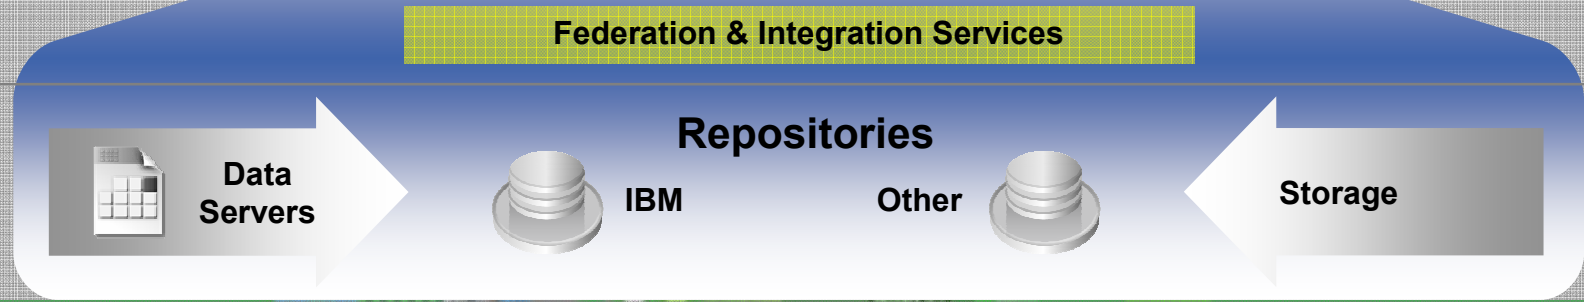 Federation & Integration Services
Repositories
Data
Servers
IBM
Other
Storage